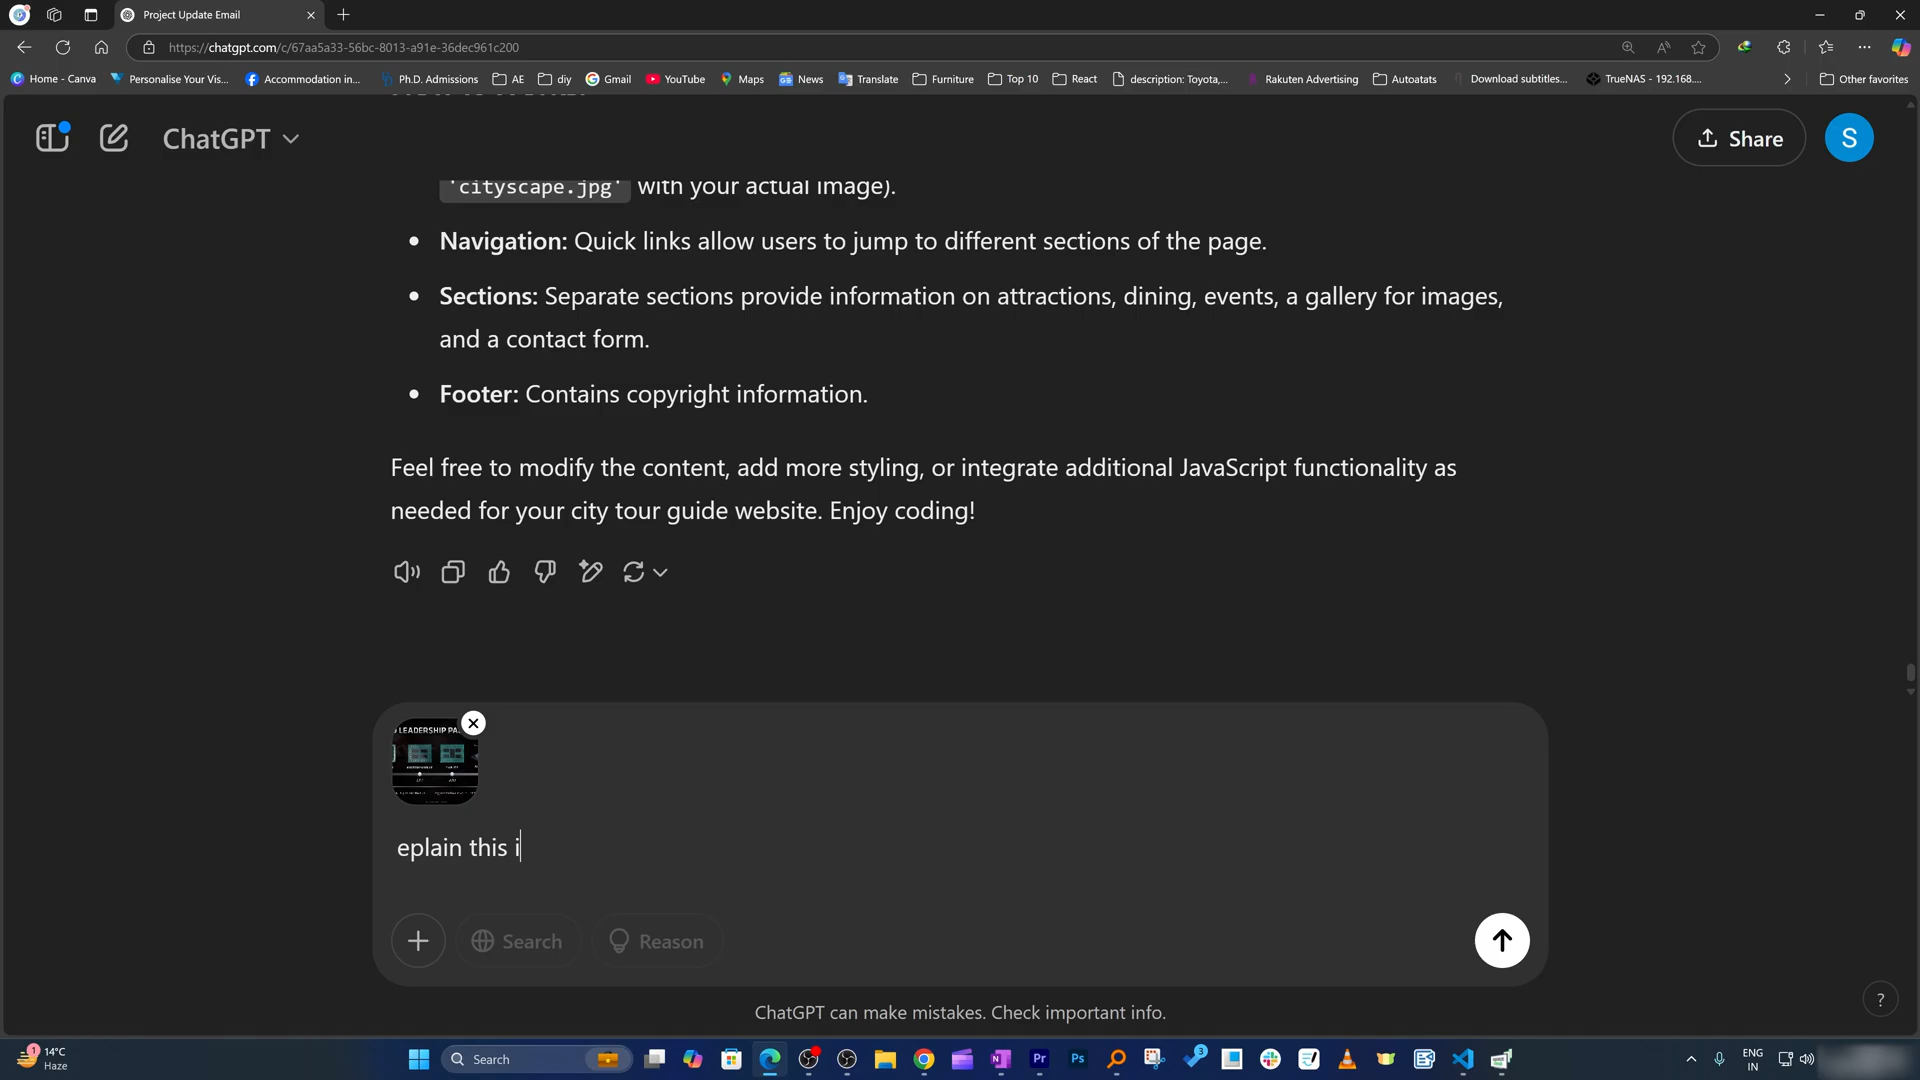 Project Update Email
https://chatgpt.com/c/67aa5a33-56bc-8013-a91e-36dec961c200
Home - Canva
Personalise Your Vis...
Accommodation in...
Ph.D. Admissions
AE
diy
Gmail
YouTube
Maps
News
Translate
Furniture
Top 10
React
description: Toyota,...
Rakuten Advertising
Autoatats
Download subtitles...
TrueNAS - 192.168....
Other favorites
ChatGPT
Share
S
'cityscape.jpg' with your actual image).
Navigation: Quick links allow users to jump to different sections of the page.
Sections: Separate sections provide information on attractions, dining, events, a gallery for images,
and a contact form.
Footer: Contains copyright information.
Feel free to modify the content, add more styling, or integrate additional JavaScript functionality as
needed for your city tour guide website. Enjoy coding!
LEADERSHIP PA
eplain this i
Search
Reason
ChatGPT can make mistakes. Check important info.
?
1
14°C
Haze
Search
Pr
Ps
3
ENG
IN